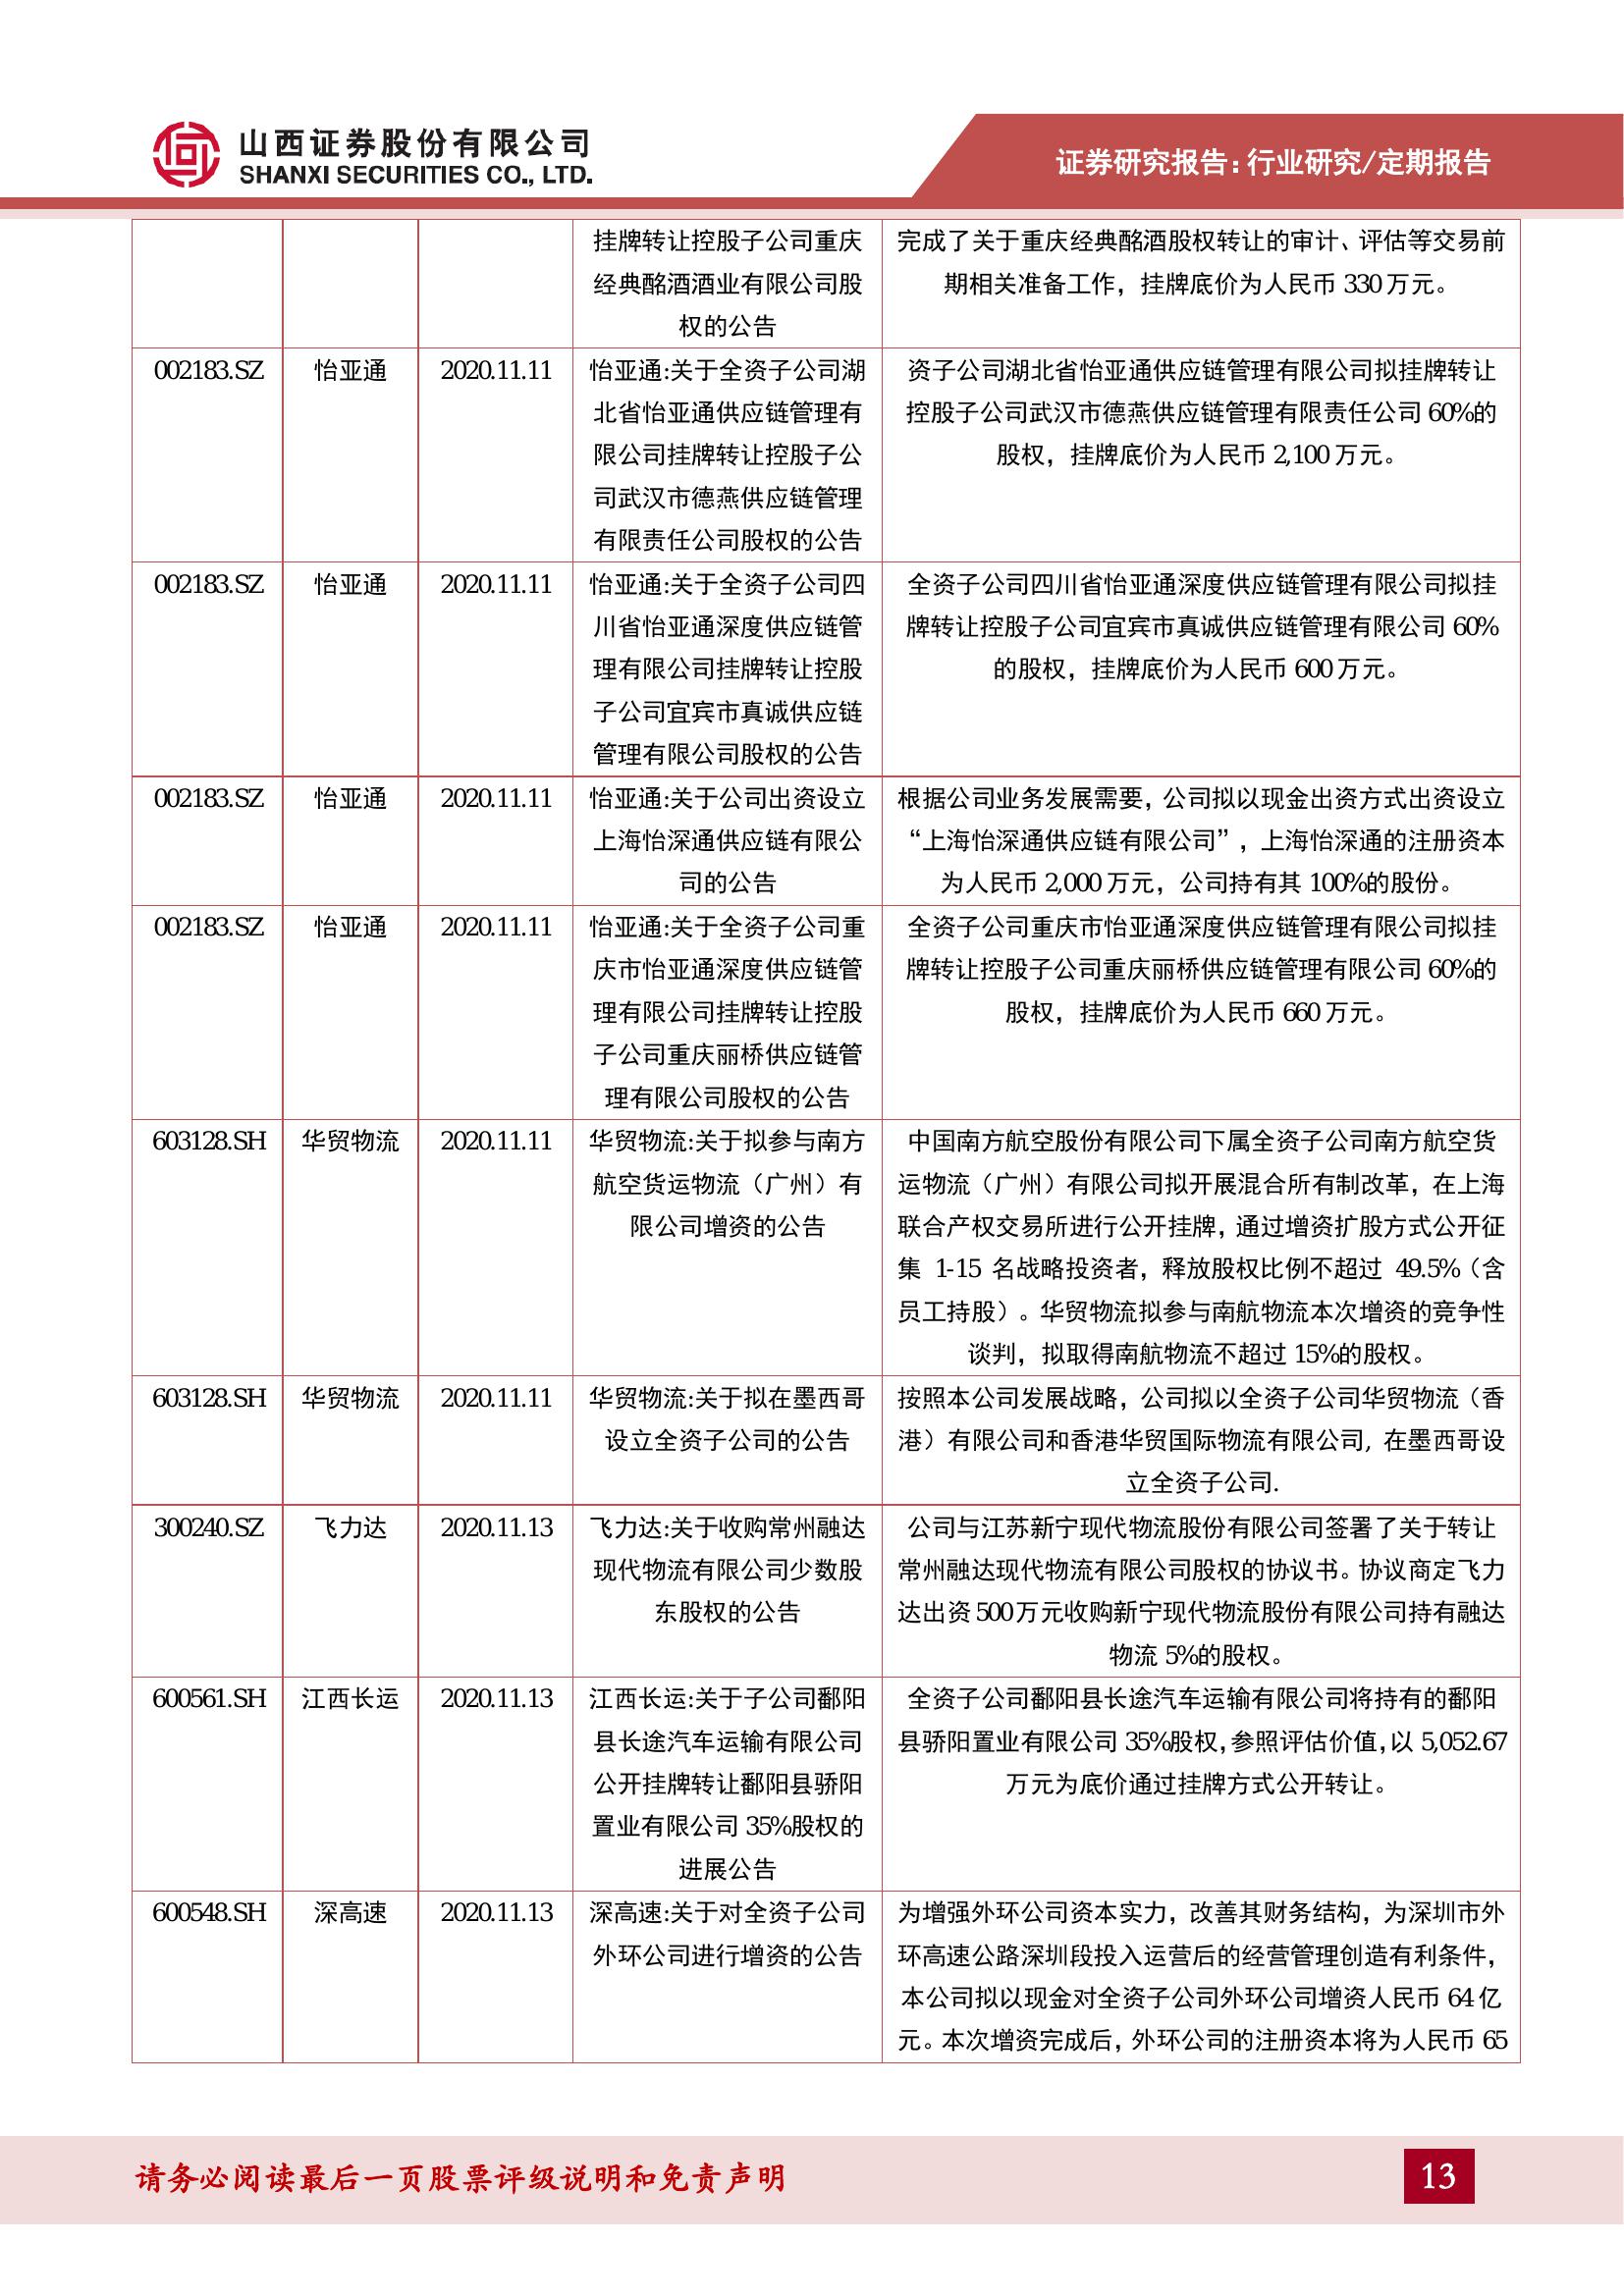 山西证券股份有限公司
SHANXI SECURITIES CO., LTD.
证券研究报告:行业研究/定期报告
挂牌转让控股子公司重庆
经典酩酒酒业有限公司股
权的公告
完成了关于重庆经典酩酒股权转让的审计、评估等交易前
期相关准备工作，挂牌底价为人民币 330 万元。
002183.SZ
怡亚通
2020.11.11
怡亚通:关于全资子公司湖
北省怡亚通供应链管理有
限公司挂牌转让控股子公
司武汉市德燕供应链管理
有限责任公司股权的公告
资子公司湖北省怡亚通供应链管理有限公司拟挂牌转让
控股子公司武汉市德燕供应链管理有限责任公司 60%的
股权，挂牌底价为人民币 2,100 万元。
002183.SZ
怡亚通
2020.11.11
怡亚通:关于全资子公司四
川省怡亚通深度供应链管
理有限公司挂牌转让控股
子公司宜宾市真诚供应链
管理有限公司股权的公告
全资子公司四川省怡亚通深度供应链管理有限公司拟挂
牌转让控股子公司宜宾市真诚供应链管理有限公司 60%
的股权，挂牌底价为人民币 600 万元。
002183.SZ
怡亚通
2020.11.11
怡亚通:关于公司出资设立
上海怡深通供应链有限公
司的公告
根据公司业务发展需要，公司拟以现金出资方式出资设立
“上海怡深通供应链有限公司”，上海怡深通的注册资本
为人民币 2,000 万元，公司持有其 100%的股份。
002183.SZ
怡亚通
2020.11.11
怡亚通:关于全资子公司重
庆市怡亚通深度供应链管
理有限公司挂牌转让控股
子公司重庆丽桥供应链管
理有限公司股权的公告
全资子公司重庆市怡亚通深度供应链管理有限公司拟挂
牌转让控股子公司重庆丽桥供应链管理有限公司 60%的
股权，挂牌底价为人民币 660 万元。
603128.SH
华贸物流
2020.11.11
华贸物流:关于拟参与南方
航空货运物流（广州）有
限公司增资的公告
中国南方航空股份有限公司下属全资子公司南方航空货
运物流（广州）有限公司拟开展混合所有制改革，在上海
联合产权交易所进行公开挂牌，通过增资扩股方式公开征
集 1-15 名战略投资者，释放股权比例不超过 49.5%（含
员工持股）。华贸物流拟参与南航物流本次增资的竞争性
谈判，拟取得南航物流不超过 15%的股权。
603128.SH
华贸物流
2020.11.11
华贸物流:关于拟在墨西哥
设立全资子公司的公告
按照本公司发展战略，公司拟以全资子公司华贸物流（香
港）有限公司和香港华贸国际物流有限公司, 在墨西哥设
立全资子公司.
300240.SZ
飞力达
2020.11.13
飞力达:关于收购常州融达
现代物流有限公司少数股
东股权的公告
公司与江苏新宁现代物流股份有限公司签署了关于转让
常州融达现代物流有限公司股权的协议书。协议商定飞力
达出资 500 万元收购新宁现代物流股份有限公司持有融达
物流 5%的股权。
600561.SH
江西长运
2020.11.13
江西长运:关于子公司鄱阳
县长途汽车运输有限公司
公开挂牌转让鄱阳县骄阳
置业有限公司 35%股权的
进展公告
全资子公司鄱阳县长途汽车运输有限公司将持有的鄱阳
县骄阳置业有限公司 35%股权，参照评估价值，以 5,052.67
万元为底价通过挂牌方式公开转让。
600548.SH
深高速
2020.11.13
深高速:关于对全资子公司
外环公司进行增资的公告
为增强外环公司资本实力，改善其财务结构，为深圳市外
环高速公路深圳段投入运营后的经营管理创造有利条件，
本公司拟以现金对全资子公司外环公司增资人民币 64 亿
元。本次增资完成后，外环公司的注册资本将为人民币 65
请务必阅读最后一页股票评级说明和免责声明
13